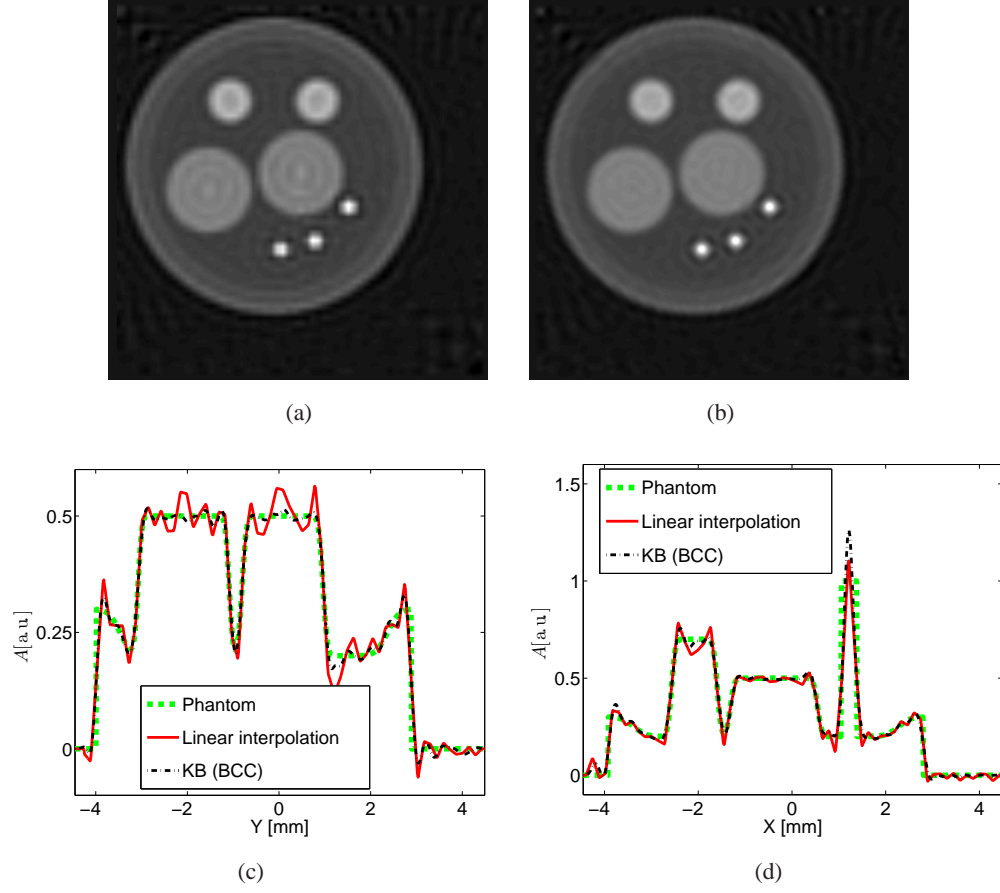 (a)
(b)
0.5
0.25
0
A[a.u]
Phantom
Linear interpolation
KB (BCC)
−4
−2
0
2
4
Y [mm]
(c)
1.5
1
0.5
0
A[a.u]
Phantom
Linear interpolation
KB (BCC)
−4
−2
0
2
4
X [mm]
(d)